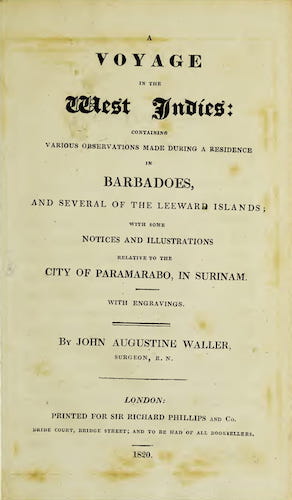 A
VOYAGE
IN THE
West Indies:
CONTAINING
VARIOUS OBSERVATIONS MADE DURING A RESIDENCE
IN
BARBADOES,
AND SEVERAL OF THE LEEWARD ISLANDS;
WITH SOME
NOTICES AND ILLUSTRATIONS
RELATIVE TO THE
CITY OF PARAMARABO, IN SURINAM.
WITH ENGRAVINGS.
BY JOHN AUGUSTINE WALLER,
SURGEON, R. N.
LONDON:
PRINTED FOR SIR RICHARD PHILLIPS AND Co.
BRIDE COURT, BRIDGE STREET; AND TO BE HAD OF ALL BOOKSELLERS.
1820.